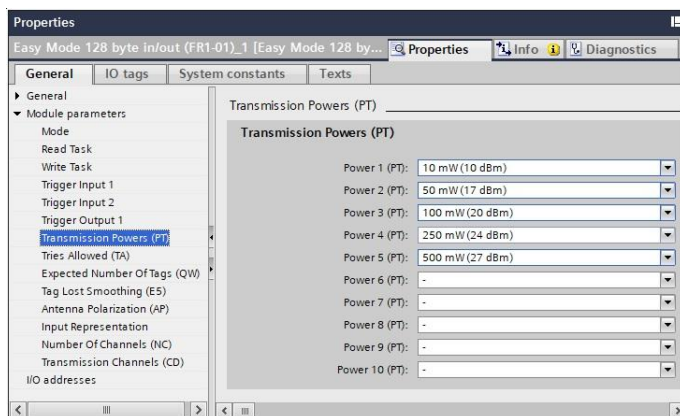 Properties
Easy Mode 128 byte in/out (FR1-01)_1 [Easy Mode 128 by...
Properties
Info
Diagnostics
General
IO tags
System constants
Texts
General
Module parameters
Mode
Read Task
Write Task
Trigger Input 1
Trigger Input 2
Trigger Output 1
Transmission Powers (PT)
Tries Allowed (TA)
Expected Number Of Tags (QW)
Tag Lost Smoothing (E5)
Antenna Polarization (AP)
Input Representation
Number Of Channels (NC)
Transmission Channels (CD)
I/O addresses
Transmission Powers (PT)
Transmission Powers (PT)
Power 1 (PT): 10 mW (10 dBm)
Power 2 (PT): 50 mW (17 dBm)
Power 3 (PT): 100 mW (20 dBm)
Power 4 (PT): 250 mW (24 dBm)
Power 5 (PT): 500 mW (27 dBm)
Power 6 (PT): -
Power 7 (PT): -
Power 8 (PT): -
Power 9 (PT): -
Power 10 (PT): -